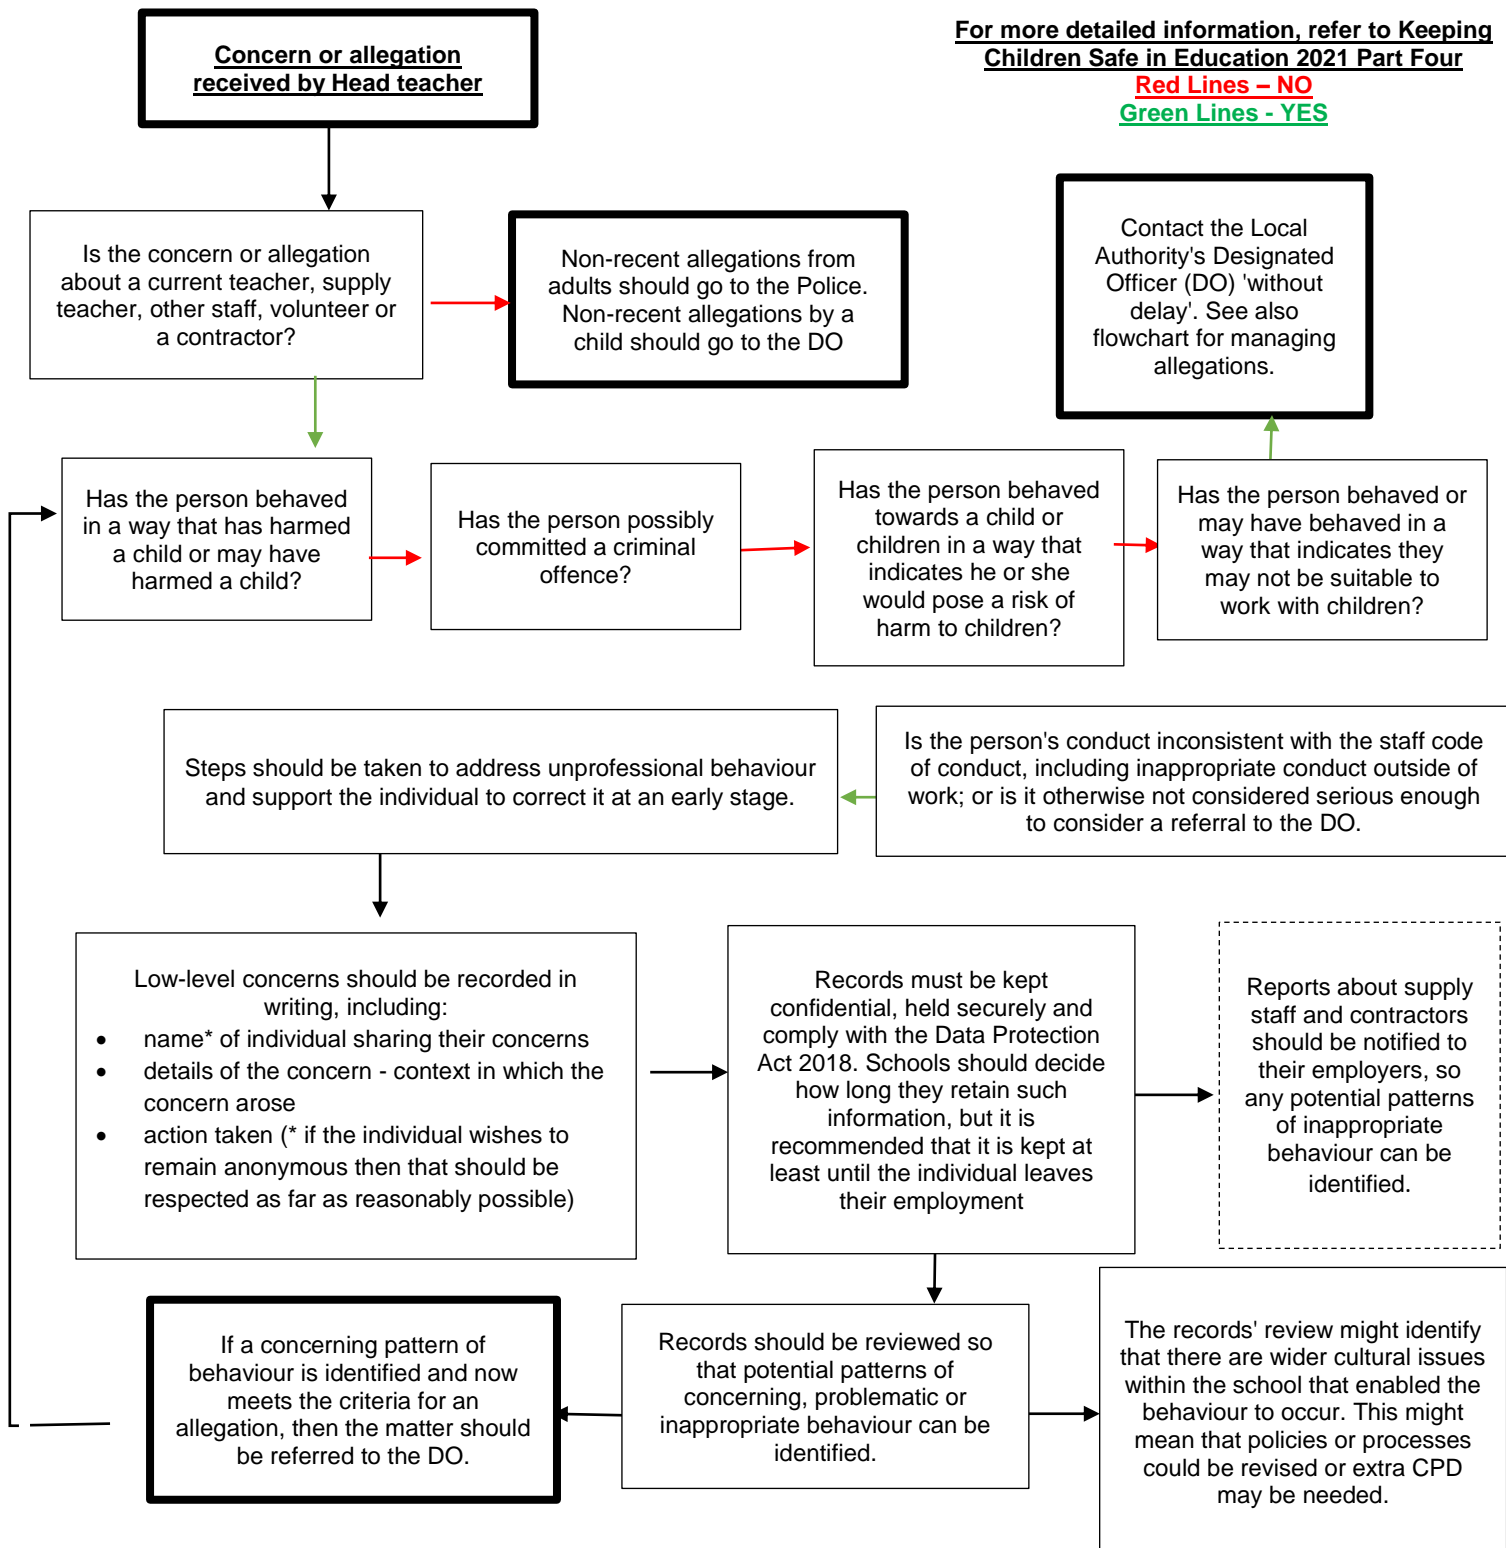 Concern or allegation
received by Head teacher
For more detailed information, refer to Keeping
Children Safe in Education 2021 Part Four
Red Lines – NO
Green Lines - YES
Is the concern or allegation
about a current teacher, supply
teacher, other staff, volunteer or
a contractor?
Non-recent allegations from
adults should go to the Police.
Non-recent allegations by a
child should go to the DO
Contact the Local
Authority's Designated
Officer (DO) 'without
delay'. See also
flowchart for managing
allegations.
Has the person behaved
in a way that has harmed
a child or may have
harmed a child?
Has the person possibly
committed a criminal
offence?
Has the person behaved
towards a child or
children in a way that
indicates he or she
would pose a risk of
harm to children?
Has the person behaved or
may have behaved in a
way that indicates they
may not be suitable to
work with children?
Steps should be taken to address unprofessional behaviour
and support the individual to correct it at an early stage.
Is the person's conduct inconsistent with the staff code
of conduct, including inappropriate conduct outside of
work; or is it otherwise not considered serious enough
to consider a referral to the DO.
Low-level concerns should be recorded in
writing, including:
• name* of individual sharing their concerns
• details of the concern - context in which the
concern arose
• action taken (* if the individual wishes to
remain anonymous then that should be
respected as far as reasonably possible)
Records must be kept
confidential, held securely and
comply with the Data Protection
Act 2018. Schools should decide
how long they retain such
information, but it is
recommended that it is kept at
least until the individual leaves
their employment
Reports about supply
staff and contractors
should be notified to
their employers, so
any potential patterns
of inappropriate
behaviour can be
identified.
If a concerning pattern of
behaviour is identified and now
meets the criteria for an
allegation, then the matter should
be referred to the DO.
Records should be reviewed so
that potential patterns of
concerning, problematic or
inappropriate behaviour can be
identified.
The records' review might identify
that there are wider cultural issues
within the school that enabled the
behaviour to occur. This might
mean that policies or processes
could be revised or extra CPD
may be needed.